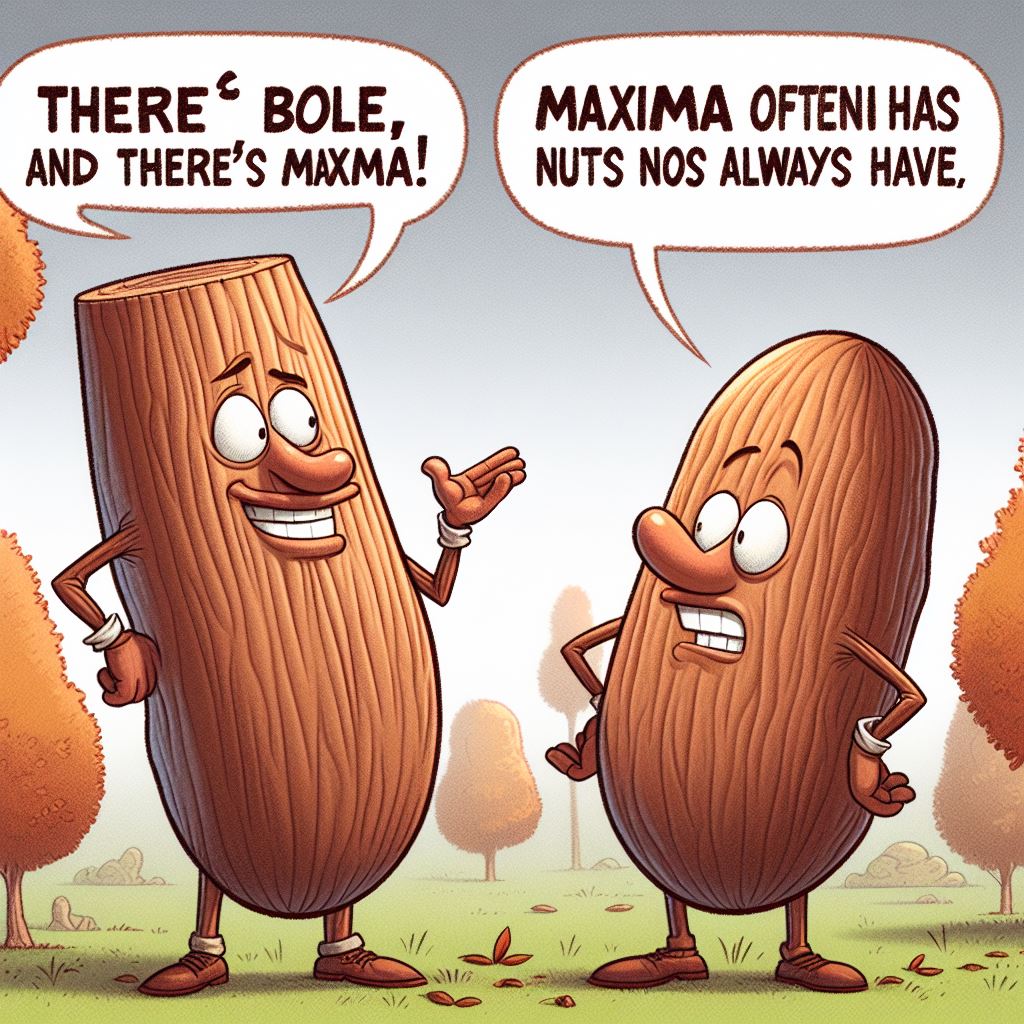 THERE‘ BOLE,
AND THERE'S MAXMA!
MAXIMA OFTENI HAS
NUTS NOS ALWAYS HAVE,